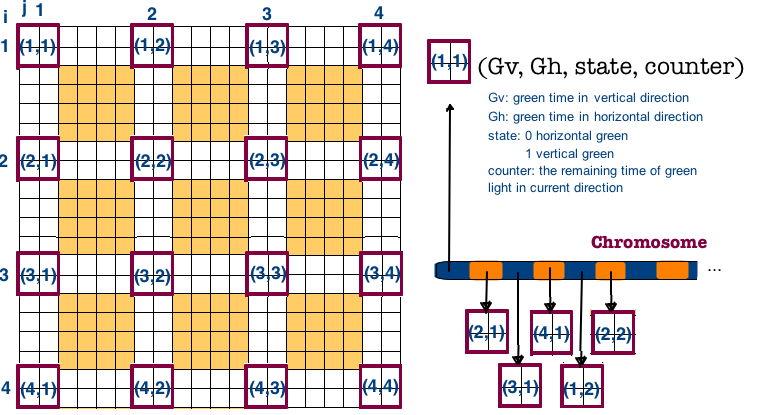 i j 1 2 3 4
1 (1,1) (1,2) (1,3) (1,4)
2 (2,1) (2,2) (2,3) (2,4)
3 (3,1) (3,2) (3,3) (3,4)
4 (4,1) (4,2) (4,3) (4,4)
(1,1) (Gv, Gh, state, counter)
Gv: green time in vertical direction
Gh: green time in horizontal direction
state: 0 horizontal green
1 vertical green
counter: the remaining time of green
light in current direction
Chromosome
...
(2,1) (4,1) (2,2)
(3,1) (1,2)